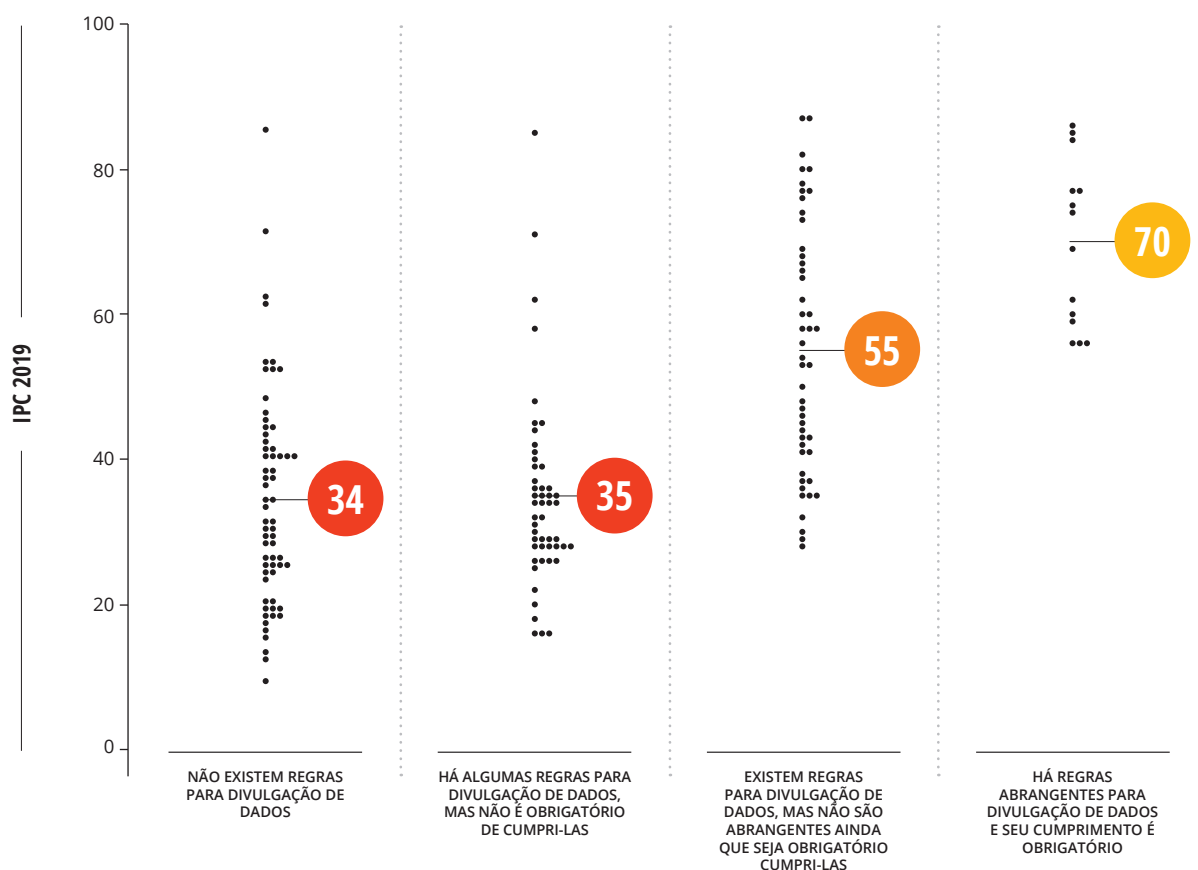 IPC 2019
100
80
60
40
20
0
34
35
55
70
NÃO EXISTEM REGRAS
PARA DIVULGAÇÃO DE
DADOS
HÁ ALGUMAS REGRAS PARA
DIVULGAÇÃO DE DADOS,
MAS NÃO É OBRIGATÓRIO
DE CUMPRI-LAS
EXISTEM REGRAS
PARA DIVULGAÇÃO DE
DADOS, MAS NÃO SÃO
ABRANGENTES AINDA
QUE SEJA OBRIGATÓRIO
CUMPRI-LAS
HÁ REGRAS
ABRANGENTES PARA
DIVULGAÇÃO DE DADOS
E SEU CUMPRIMENTO É
OBRIGATÓRIO